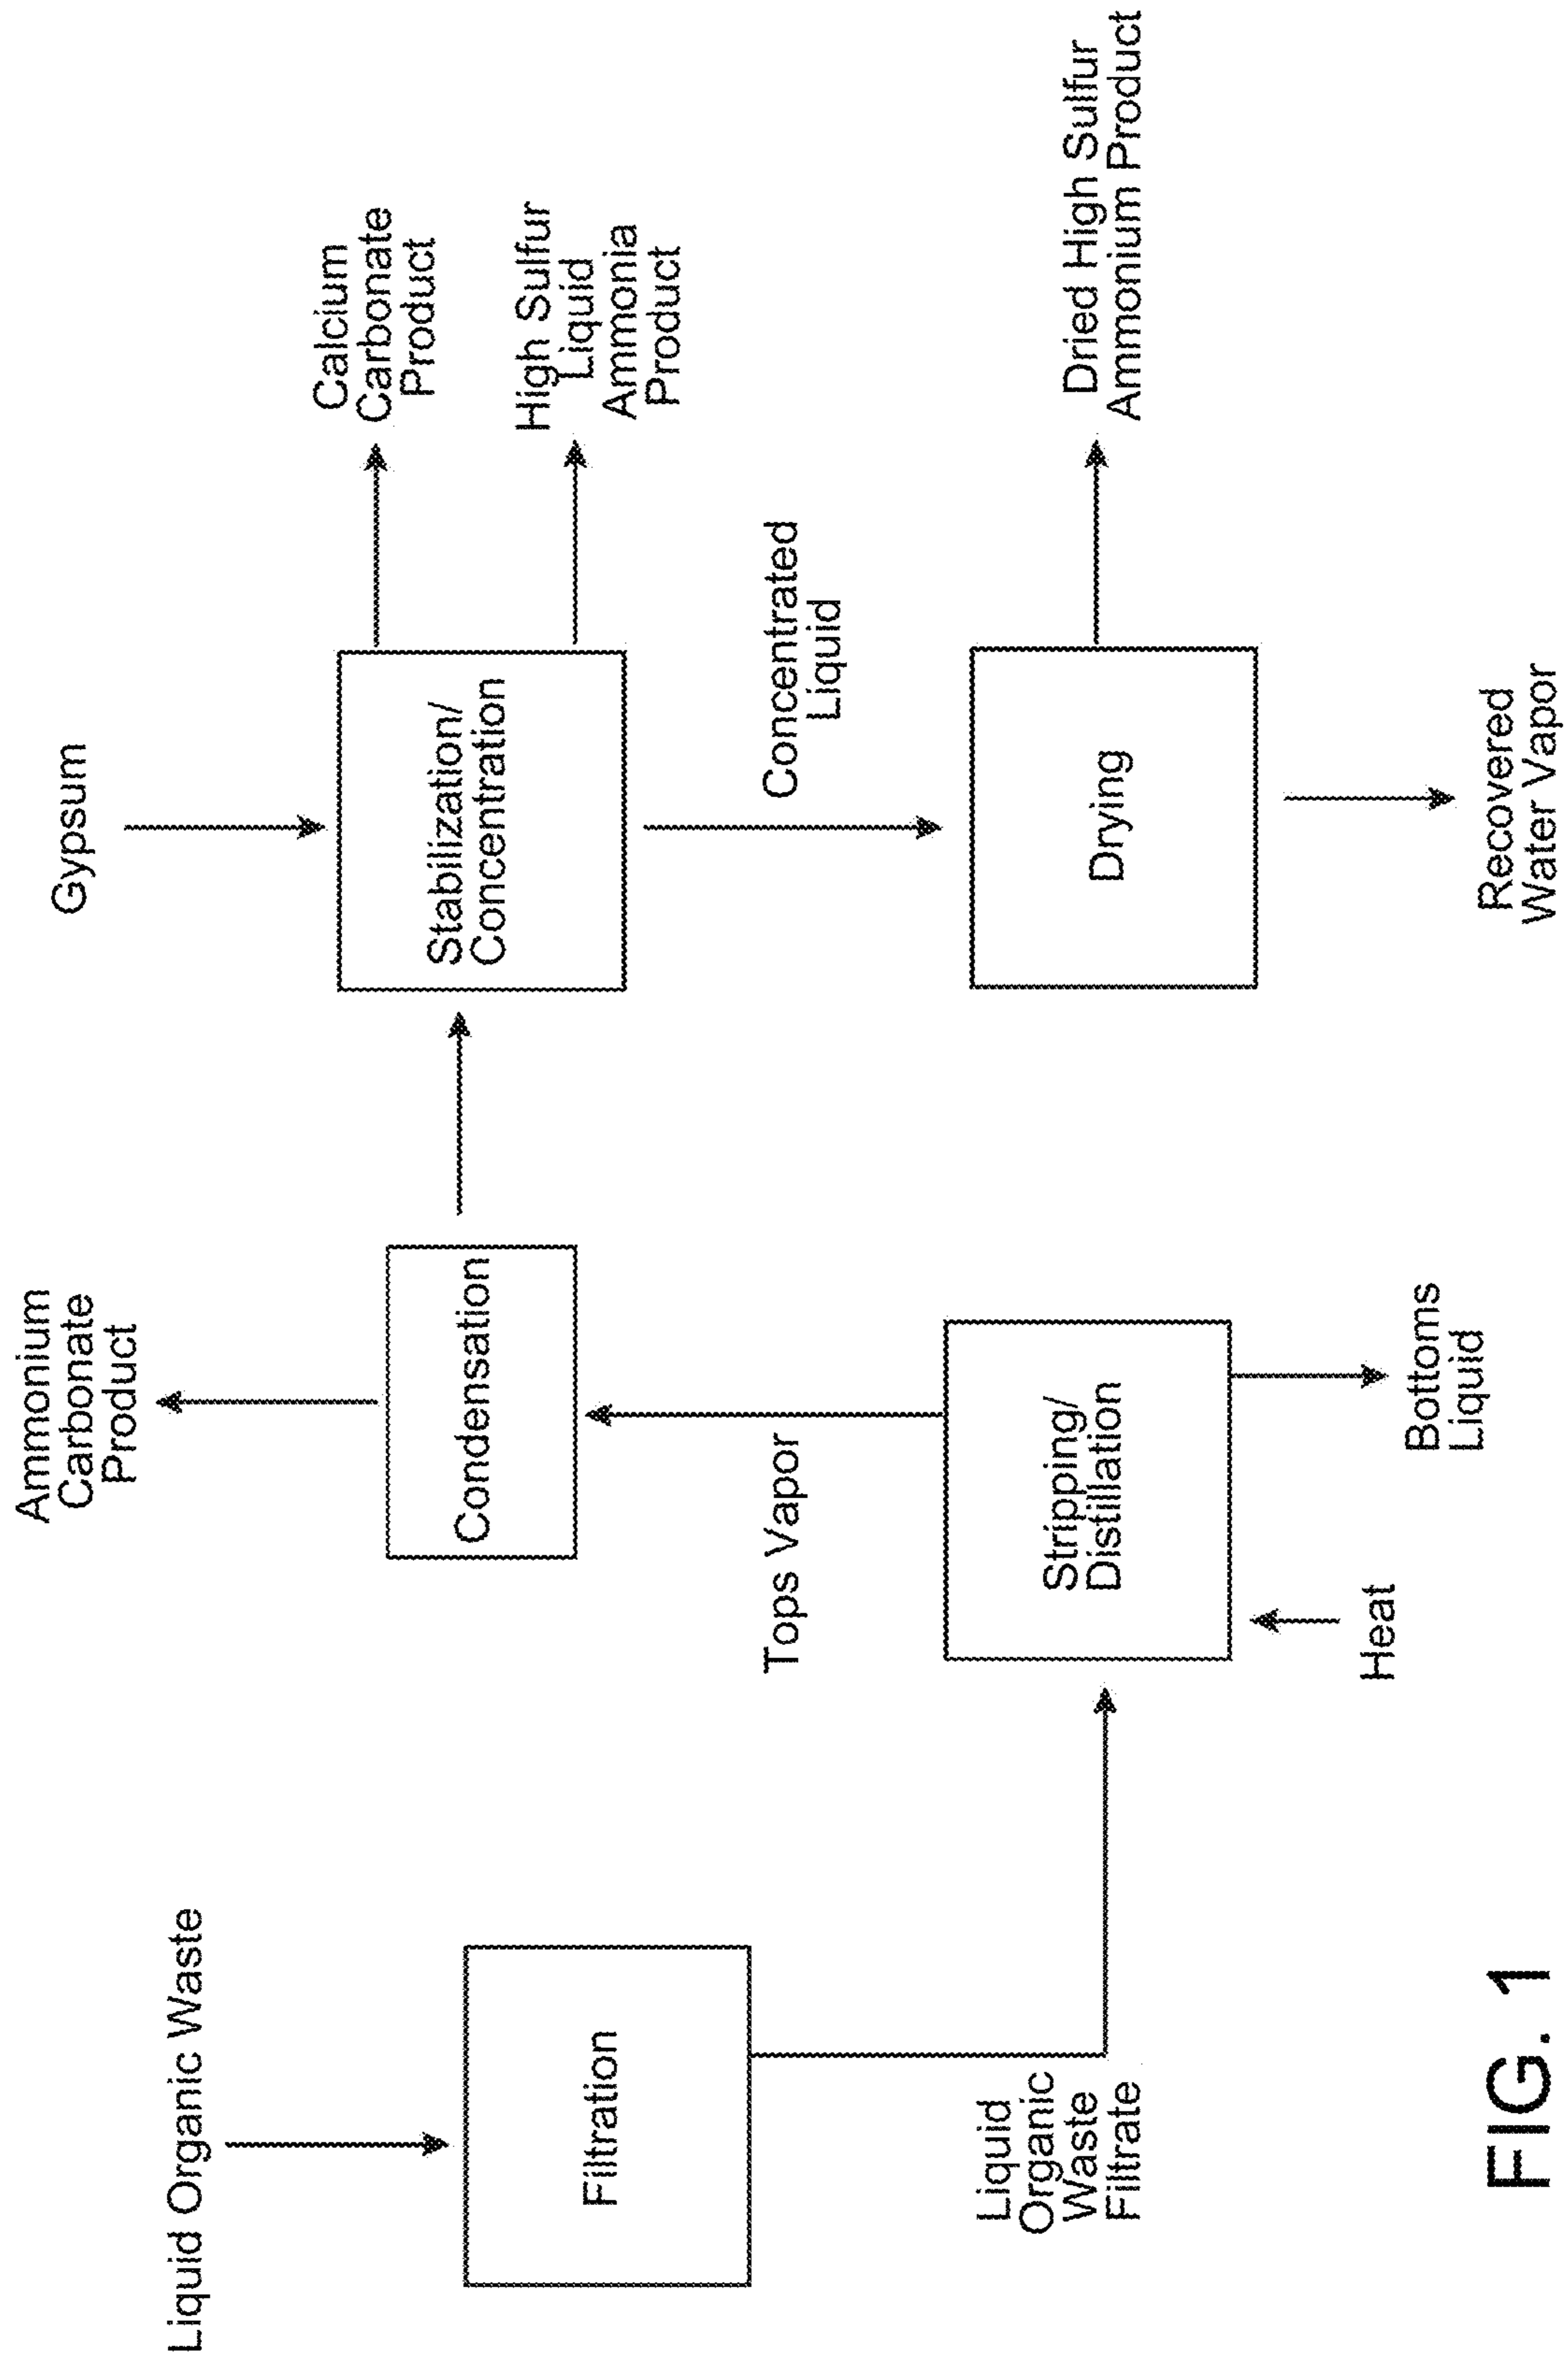 Liquid Organic Waste
Filtration
Liquid
Organic
Waste
Filtrate
Ammonium
Carbonate
Product
Condensation
Tops Vapor
Stripping/
Distillation
Heat
Bottoms
Liquid
Gypsum
Stabilization/
Concentration
Calcium
Carbonate
Product
High Sulfur
Liquid
Ammonia
Product
Concentrated
Liquid
Drying
Dried High Sulfur
Ammonium Product
Recovered
Water Vapor
FIG. 1